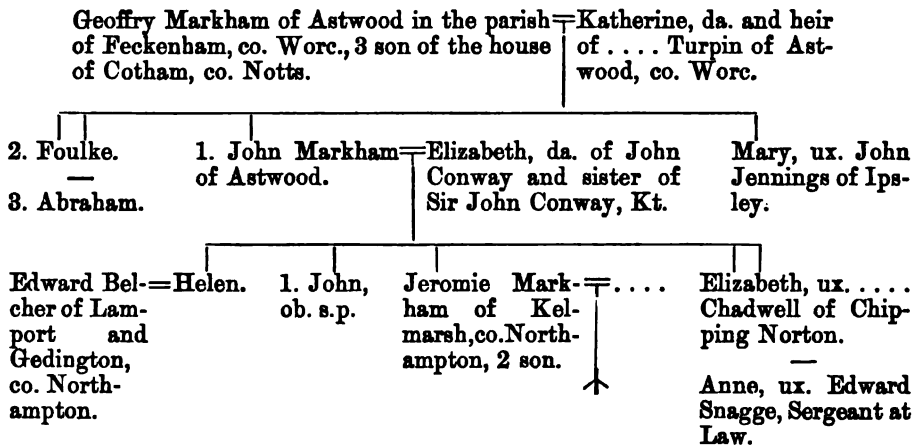 Geoffry Markham of Astwood in the parish
of Feckenham, co. Worc., 3 son of the house
of Cotham, co. Notts.
=
Katherine, da. and heir
of .... Turpin of Ast-
wood, co. Worc.
2. Foulke.
—
3. Abraham.
1. John Markham
of Astwood.
=
Elizabeth, da. of John
Conway and sister of
Sir John Conway, Kt.
Mary, ux. John
Jennings of Ips-
ley.
Edward Bel-
cher of Lam-
port and
Gedington,
co. North-
ampton.
=
Helen.
1. John,
ob. s.p.
Jeromie Mark-
ham of Kel-
marsh,co.North-
ampton, 2 son.
=
....
Elizabeth, ux. .....
Chadwell of Chip-
ping Norton.
—
Anne, ux. Edward
Snagge, Sergeant at
Law.